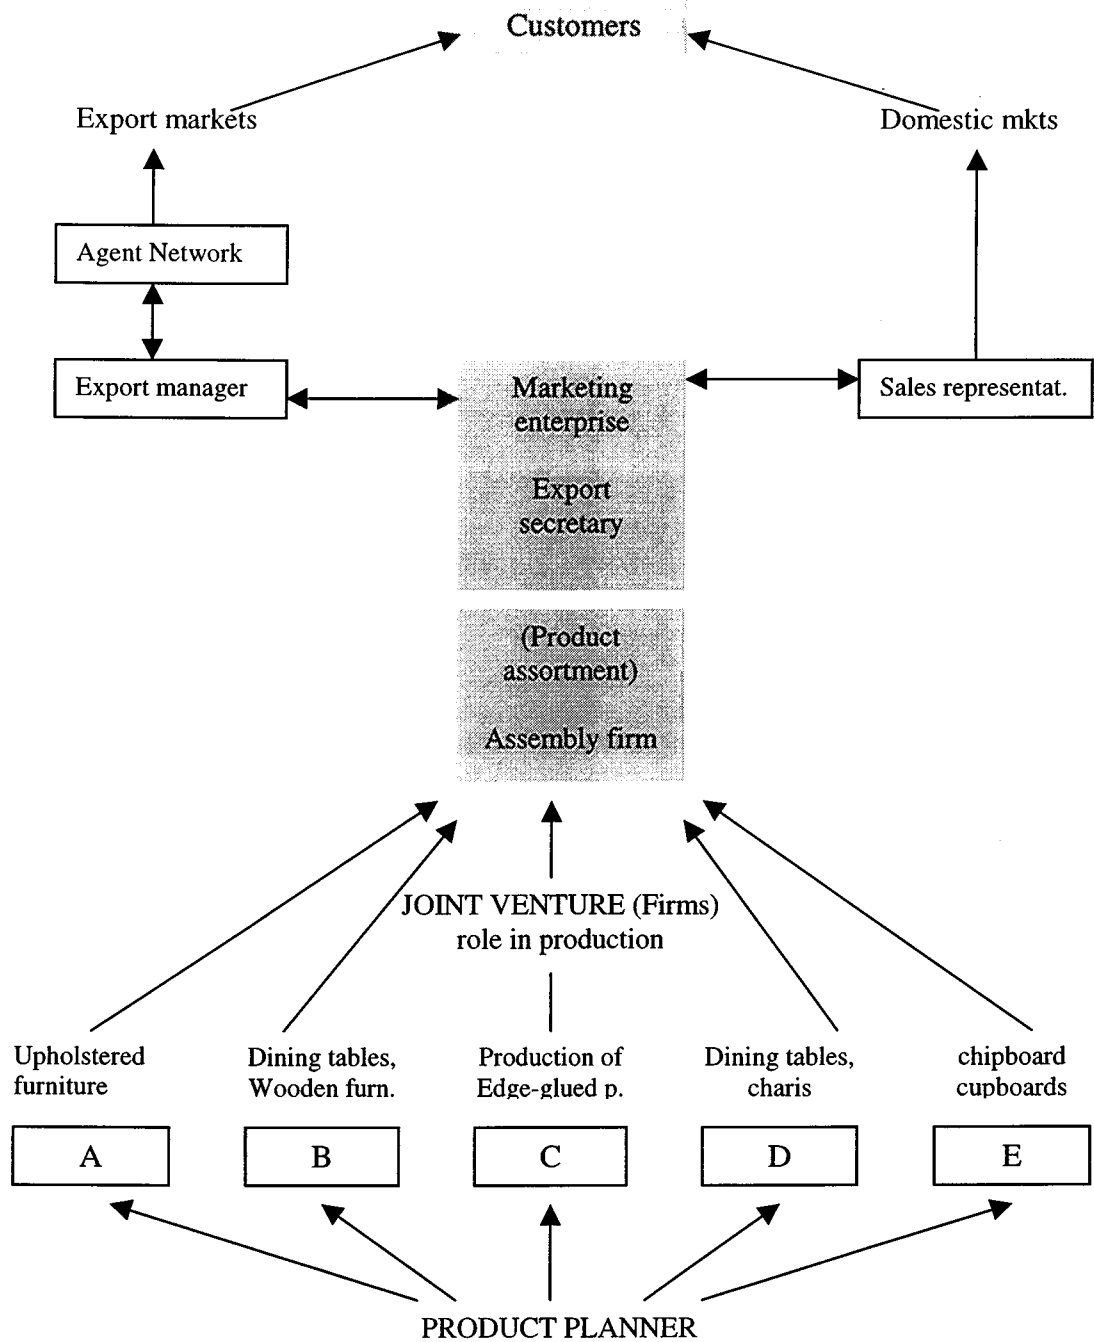 Customers
Export markets
Domestic mkts
Agent Network
Export manager
Marketing
enterprise
Sales representat.
Export
secretary
(Product
assortment)
Assembly firm
JOINT VENTURE (Firms)
role in production
Upholstered
furniture
Dining tables,
Wooden furn.
Production of
Edge-glued p.
Dining tables,
charis
chipboard
cupboards
A
B
C
D
E
PRODUCT PLANNER